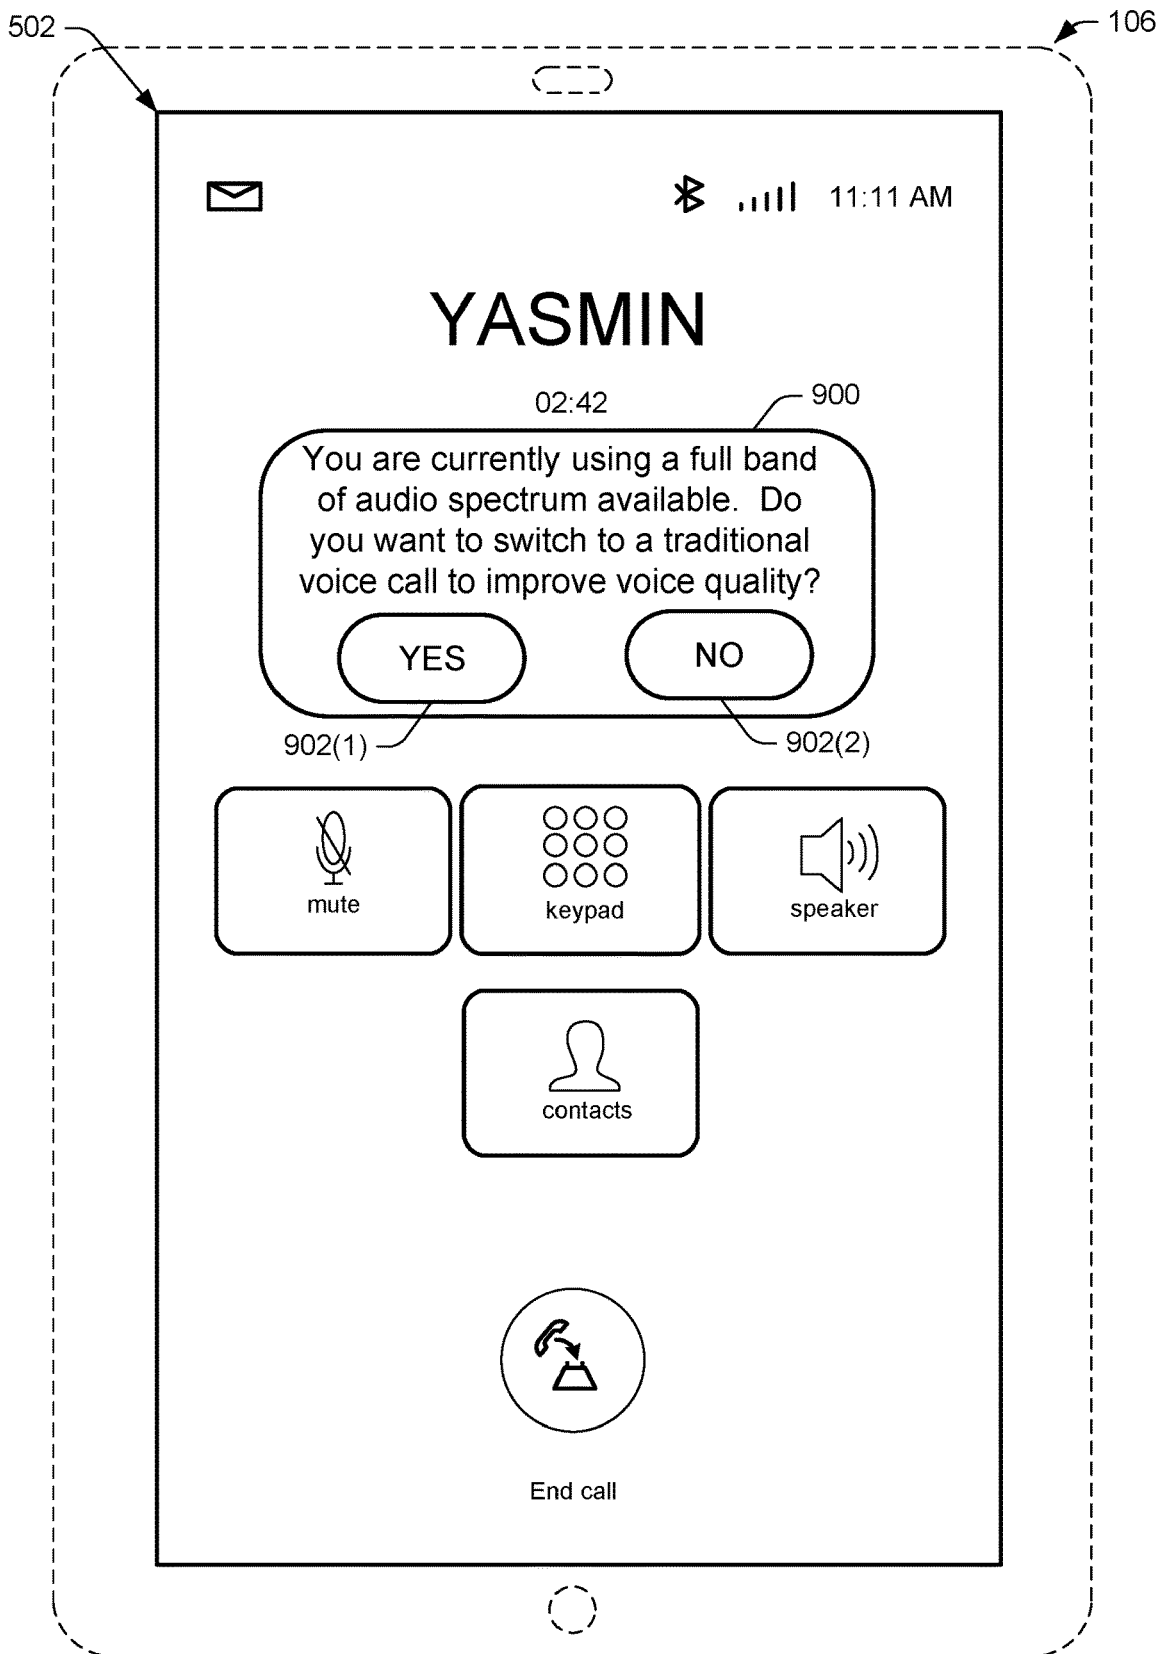 502
106
11:11 AM
YASMIN
02:42
900
You are currently using a full band
of audio spectrum available.  Do
you want to switch to a traditional
voice call to improve voice quality?
YES
NO
902(1)
902(2)
mute
keypad
speaker
contacts
End call